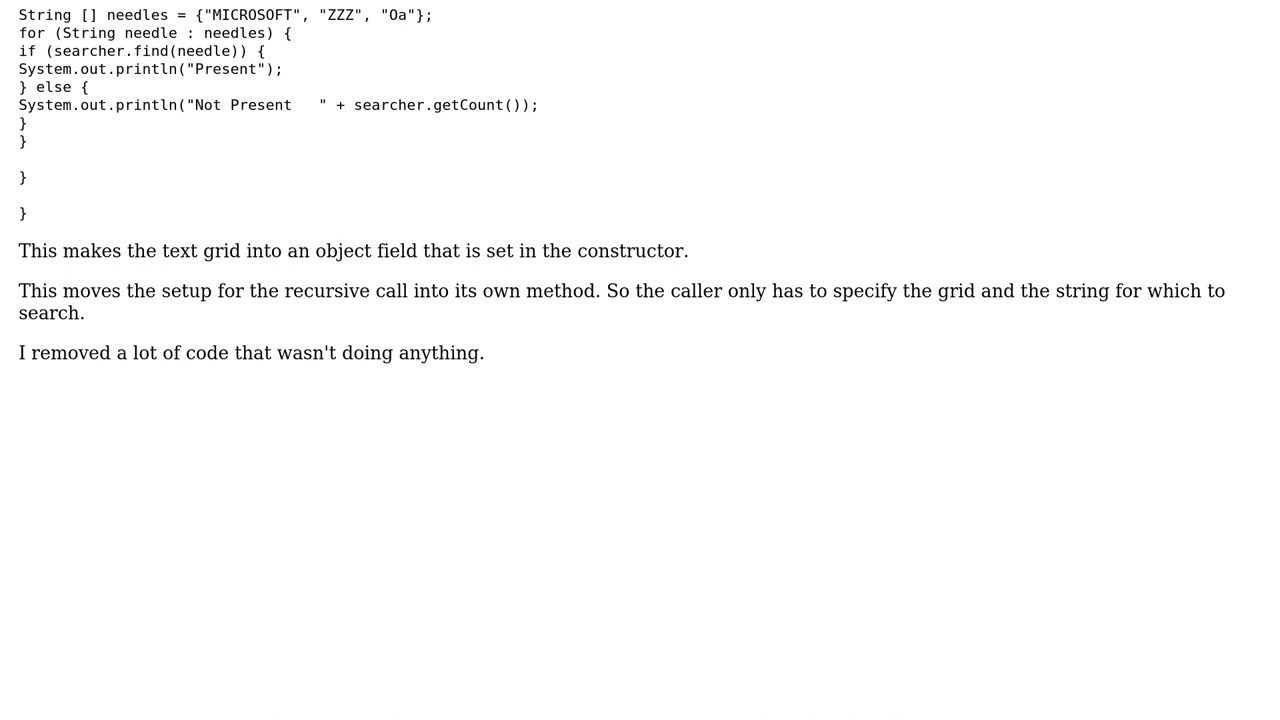 String [] needles = {"MICROSOFT", "ZZZ", "Oa"};
for (String needle : needles) {
if (searcher.find(needle)) {
System.out.println("Present");
} else {
System.out.println("Not Present   " + searcher.getCount());
}
}
}
}
This makes the text grid into an object field that is set in the constructor.
This moves the setup for the recursive call into its own method. So the caller only has to specify the grid and the string for which to
search.
I removed a lot of code that wasn't doing anything.